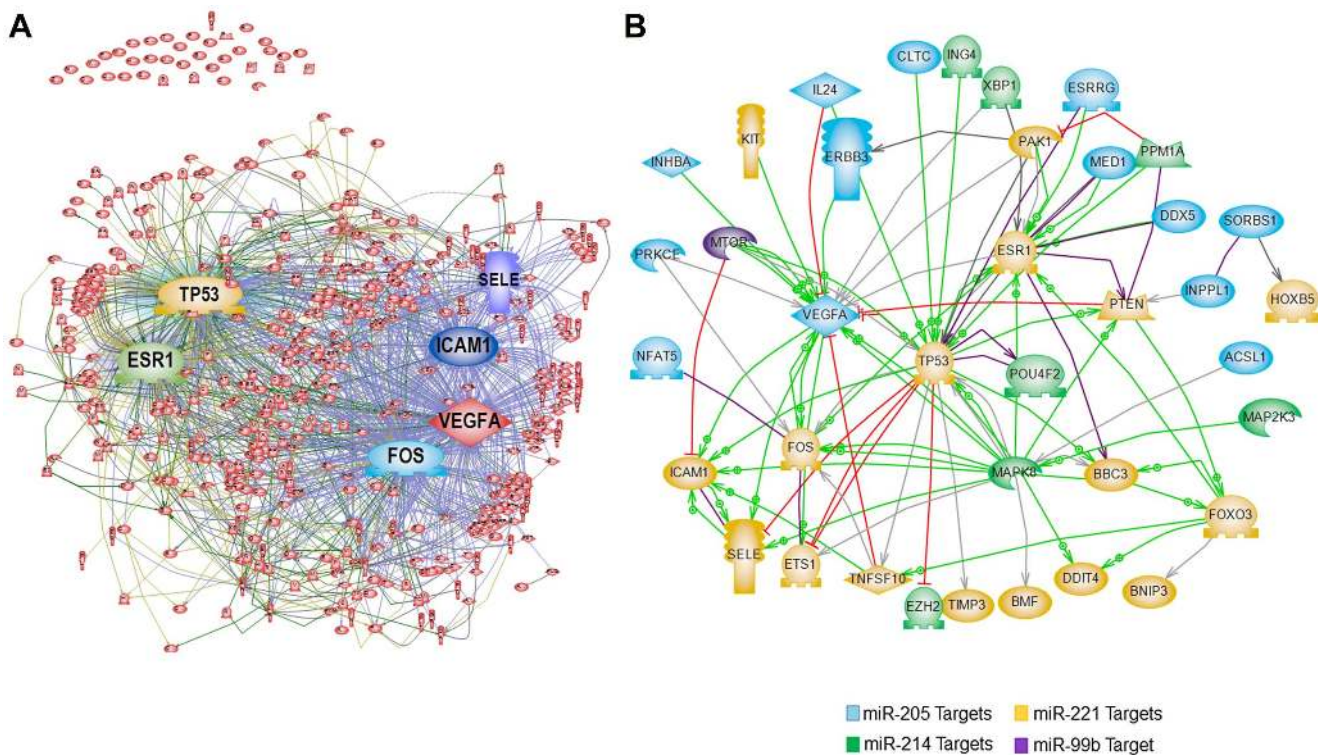 A
B
TP53
ESR1
SELE
ICAM1
VEGFA
FOS
CLTC
ING4
XBP1
ESRRG
IL24
KIT
ERBB3
PAK1
PPM1A
INHBA
MED1
MTOR
DDX5
SORBS1
PRKCE
ESR1
INPPL1
HOXB5
VEGFA
PTEN
NFAT5
TP53
POU4F2
ACSL1
MAP2K3
FOS
ICAM1
MAPK8
BBC3
FOXO3
SELE
ETS1
TNFSF10
DDIT4
BNIP3
EZH2
TIMP3
BMF
miR-205 Targets
miR-221 Targets
miR-214 Targets
miR-99b Target